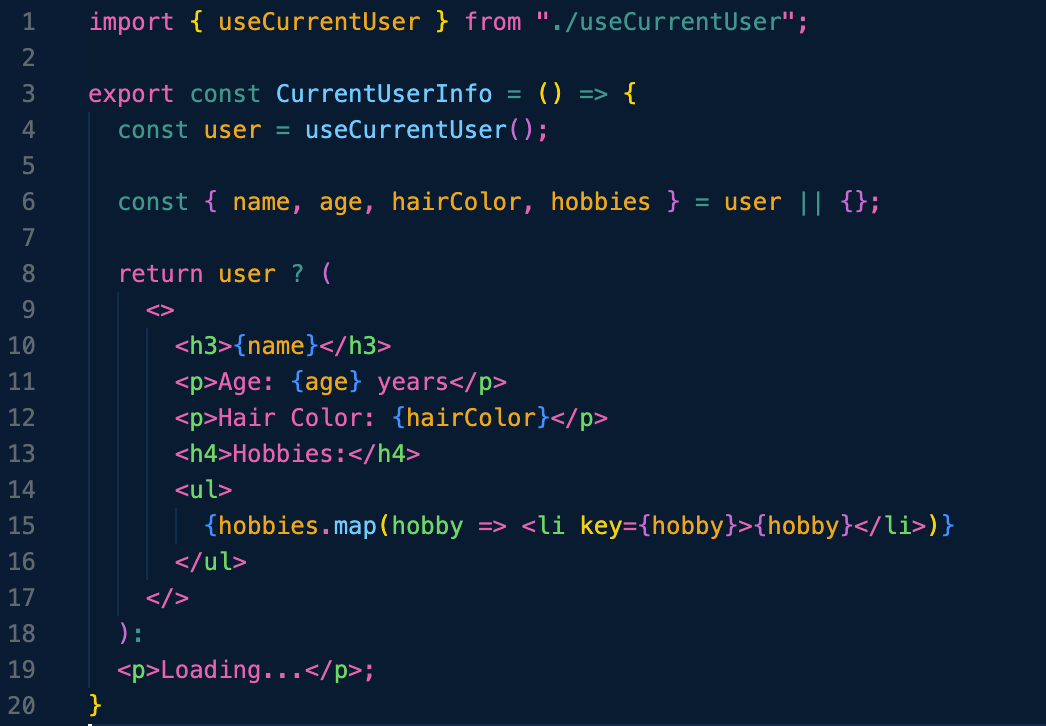 1 import { useCurrentUser } from "./useCurrentUser";
2
3 export const CurrentUserInfo = () => {
4   const user = useCurrentUser();
5
6   const { name, age, hairColor, hobbies } = user || {};
7
8   return user ? (
9     <>
10       <h3>{name}</h3>
11       <p>Age: {age} years</p>
12       <p>Hair Color: {hairColor}</p>
13       <h4>Hobbies:</h4>
14       <ul>
15         {hobbies.map(hobby => <li key={hobby}>{hobby}</li>)}
16       </ul>
17     </>
18   ):
19   <p>Loading...</p>;
20 }